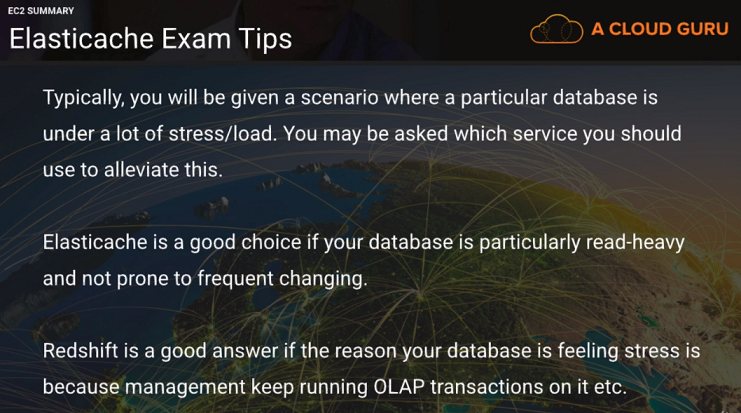 EC2 SUMMARY
Elasticache Exam Tips
A CLOUD GURU
Typically, you will be given a scenario where a particular database is
under a lot of stress/load. You may be asked which service you should
use to alleviate this.
Elasticache is a good choice if your database is particularly read-heavy
and not prone to frequent changing.
Redshift is a good answer if the reason your database is feeling stress is
because management keep running OLAP transactions on it etc.